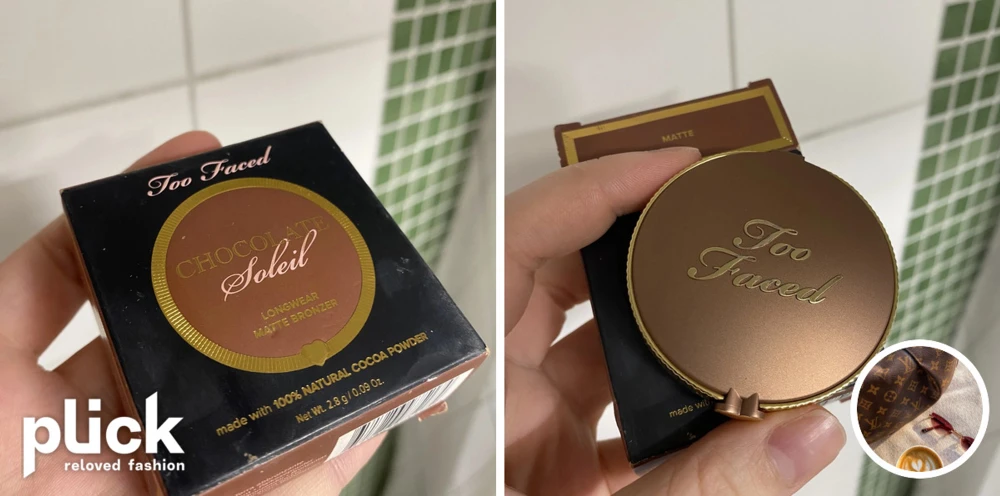 Too Faced
CHOCOLATE
Soleil
LONGWEAR
MATTE BRONZER
made with 100% NATURAL COCOA POWDER
Net Wt. 2.8 g / 0.09 Oz.
plick
reloved fashion
MATTE
Too
Faced
made wit